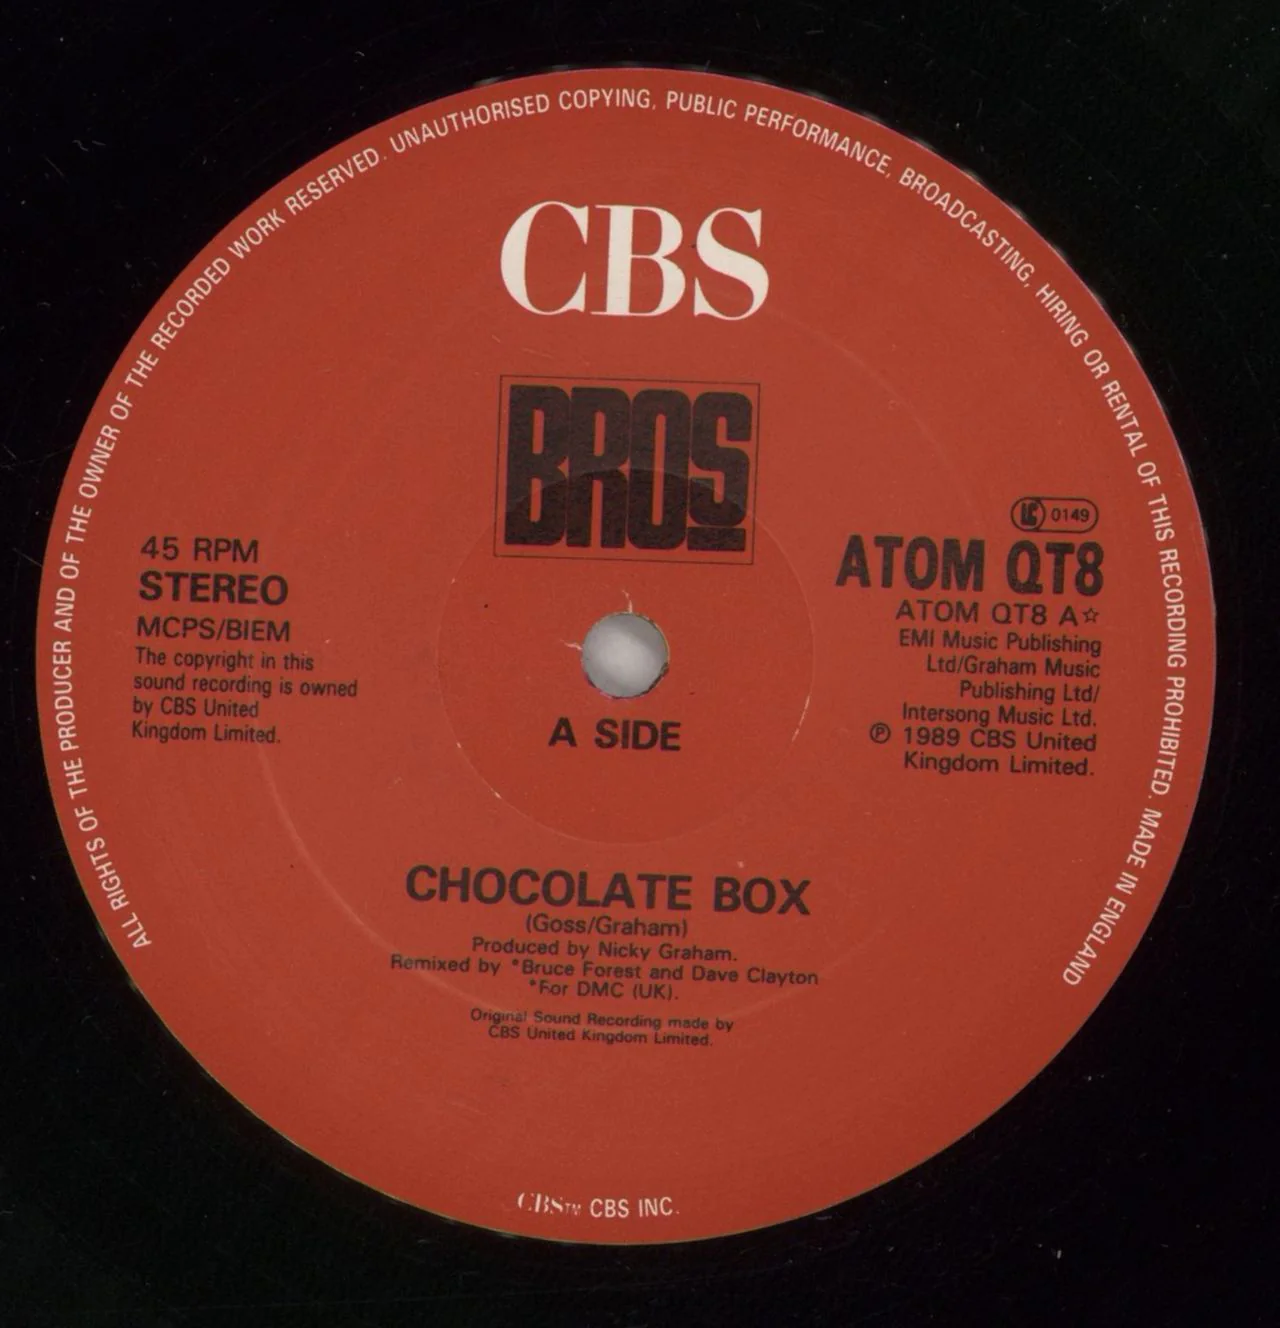 ALL RIGHTS OF THE PRODUCER AND OF THE OWNER OF THE RECORDED WORK RESERVED. UNAUTHORISED COPYING, PUBLIC PERFORMANCE, BROADCASTING, HIRING OR RENTAL OF THIS RECORDING PROHIBITED. MADE IN ENGLAND
CBS
BROS
45 RPM
STEREO
MCPS/BIEM
The copyright in this
sound recording is owned
by CBS United
Kingdom Limited.
LC 0149
ATOM QT8
ATOM QT8 A☆
EMI Music Publishing
Ltd/Graham Music
Publishing Ltd/
Intersong Music Ltd.
℗ 1989 CBS United
Kingdom Limited.
A SIDE
CHOCOLATE BOX
(Goss/Graham)
Produced by Nicky Graham.
Remixed by *Bruce Forest and Dave Clayton
*For DMC (UK).
Original Sound Recording made by
CBS United Kingdom Limited.
CBS™ CBS INC.